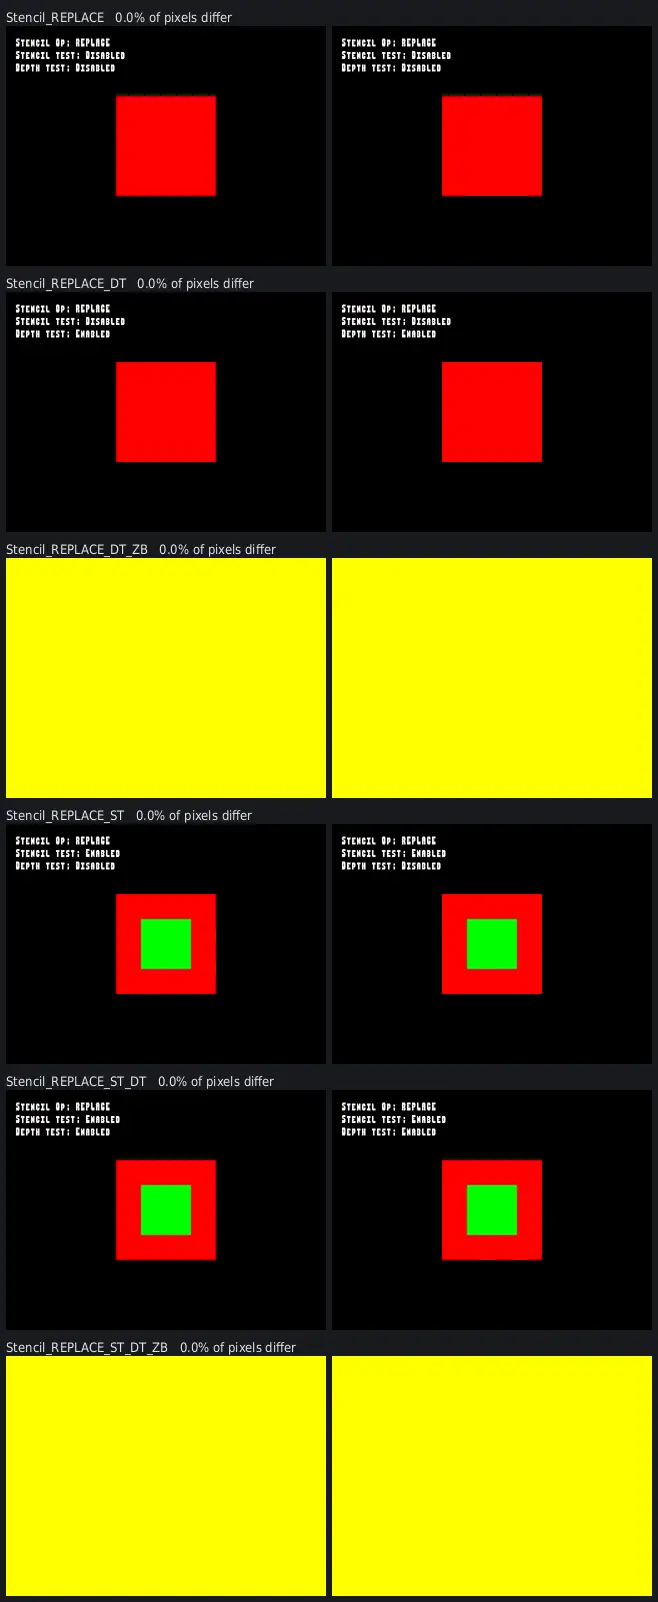 Stencil_REPLACE 0.0% of pixels differ
Stencil Op: REPLACE
Stencil test: Disabled
Depth test: Disabled
Stencil Op: REPLACE
Stencil test: Disabled
Depth test: Disabled
Stencil_REPLACE_DT 0.0% of pixels differ
Stencil Op: REPLACE
Stencil test: Disabled
Depth test: Enabled
Stencil Op: REPLACE
Stencil test: Disabled
Depth test: Enabled
Stencil_REPLACE_DT_ZB 0.0% of pixels differ
Stencil_REPLACE_ST 0.0% of pixels differ
Stencil Op: REPLACE
Stencil test: Enabled
Depth test: Disabled
Stencil Op: REPLACE
Stencil test: Enabled
Depth test: Disabled
Stencil_REPLACE_ST_DT 0.0% of pixels differ
Stencil Op: REPLACE
Stencil test: Enabled
Depth test: Enabled
Stencil Op: REPLACE
Stencil test: Enabled
Depth test: Enabled
Stencil_REPLACE_ST_DT_ZB 0.0% of pixels differ